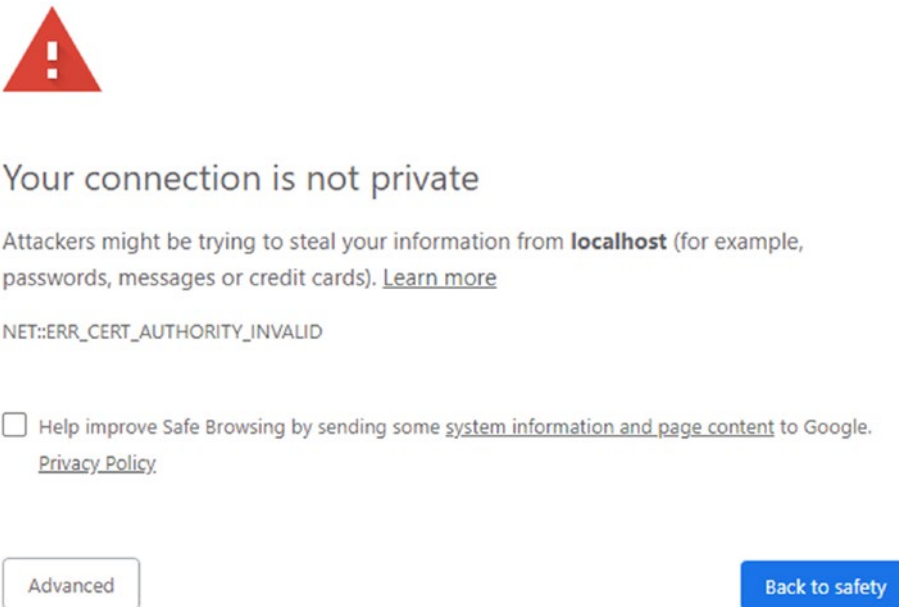 Your connection is not private
Attackers might be trying to steal your information from localhost (for example,
passwords, messages or credit cards). Learn more
NET::ERR_CERT_AUTHORITY_INVALID
Help improve Safe Browsing by sending some system information and page content to Google.
Privacy Policy
Advanced
Back to safety